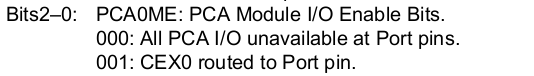 Bits2–0: PCA0ME: PCA Module I/O Enable Bits.
000: All PCA I/O unavailable at Port pins.
001: CEX0 routed to Port pin.